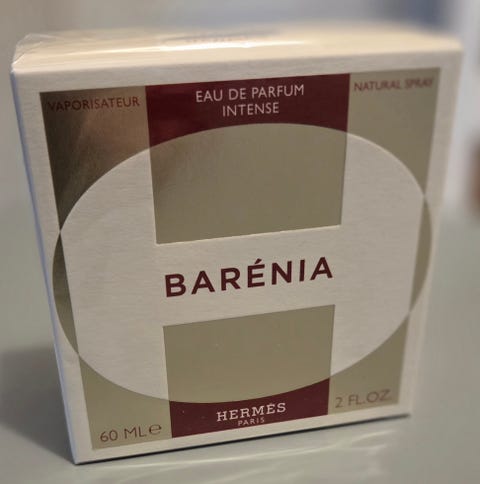 VAPORISATEUR
EAU DE PARFUM
INTENSE
NATURAL SPRAY
BARÉNIA
60 ML℮
HERMÈS
PARIS
2 FL.OZ.